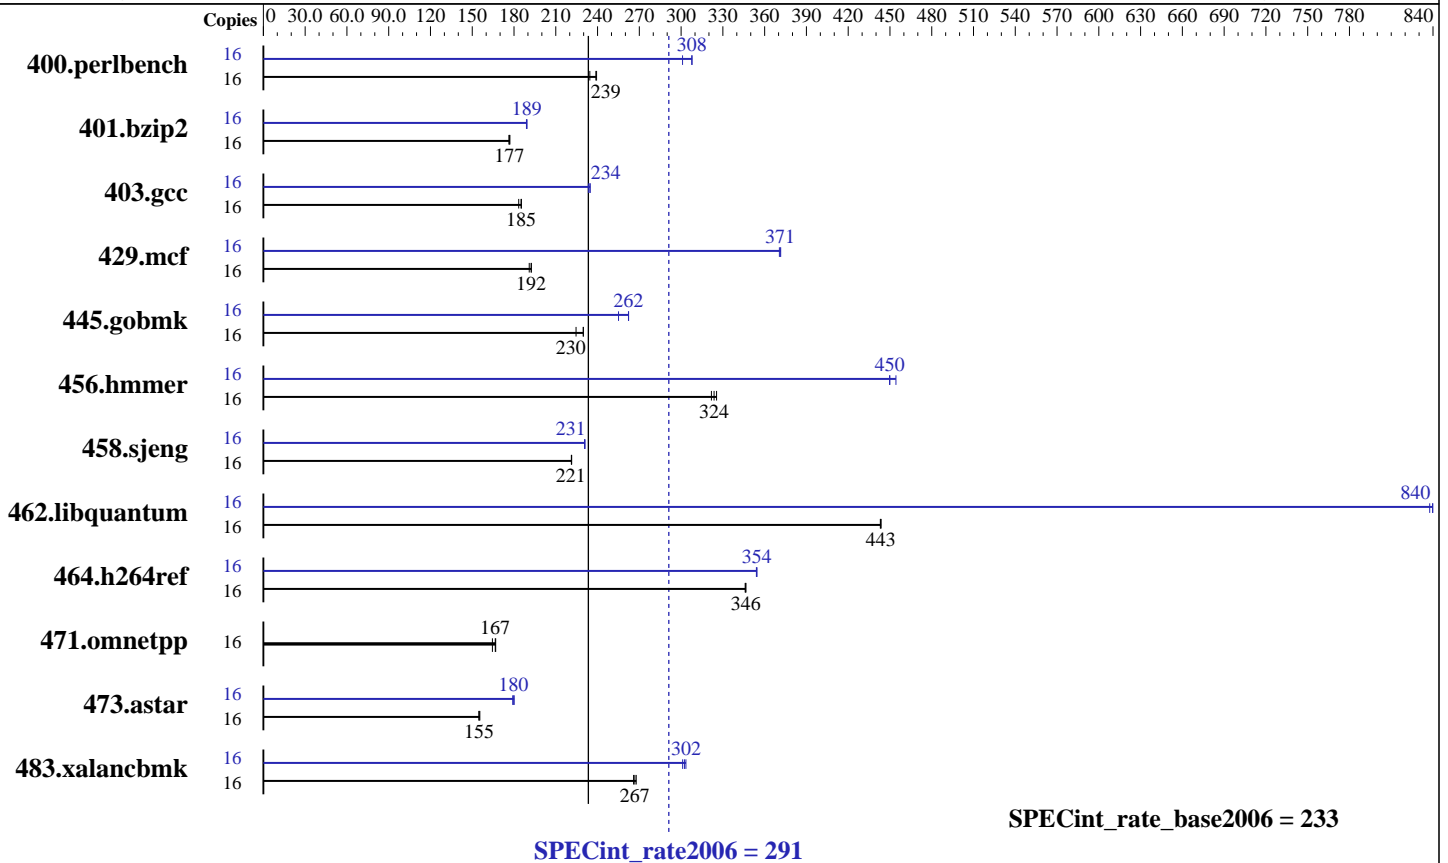 Copies 0 30.0 60.0 90.0 120 150 180 210 240 270 300 330 360 390 420 450 480 510 540 570 600 630 660 690 720 750 780 840
400.perlbench 16 308
16 239
401.bzip2 16 189
16 177
403.gcc 16 234
16 185
429.mcf 16 371
16 192
445.gobmk 16 262
16 230
456.hmmer 16 450
16 324
458.sjeng 16 231
16 221
462.libquantum 16 840
16 443
464.h264ref 16 354
16 346
471.omnetpp 16 167
473.astar 16 180
16 155
483.xalancbmk 16 302
16 267
SPECint_rate_base2006 = 233
SPECint_rate2006 = 291